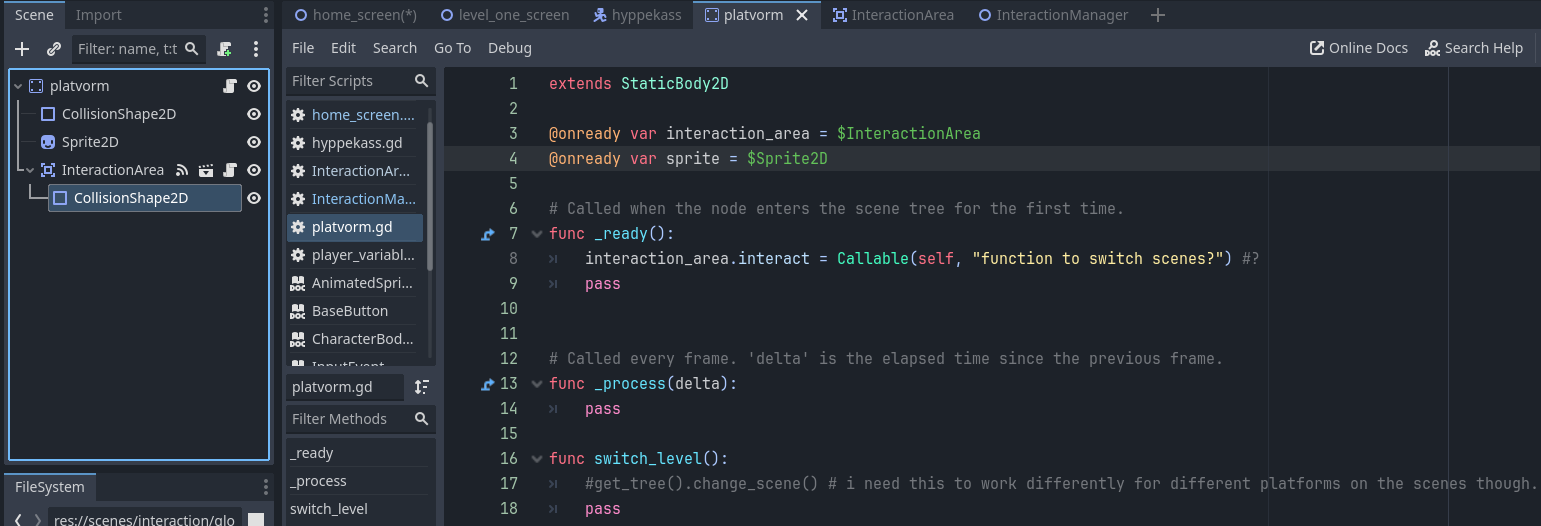 Scene Import
home_screen(*) level_one_screen hyppekass platvorm InteractionArea InteractionManager
Filter: name, t:t
File Edit Search Go To Debug Online Docs Search Help
platvorm
CollisionShape2D
Sprite2D
InteractionArea
CollisionShape2D
FileSystem
res://scenes/interaction/glo
Filter Scripts
home_screen....
hyppekass.gd
InteractionAr...
InteractionMa...
platvorm.gd
player_variabl...
AnimatedSpri...
BaseButton
CharacterBod...
InputEvent
platvorm.gd
Filter Methods
_ready
_process
switch_level
1 extends StaticBody2D
2
3 @onready var interaction_area = $InteractionArea
4 @onready var sprite = $Sprite2D
5
6 # Called when the node enters the scene tree for the first time.
7 func _ready():
8 interaction_area.interact = Callable(self, "function to switch scenes?") #?
9 pass
10
11
12 # Called every frame. 'delta' is the elapsed time since the previous frame.
13 func _process(delta):
14 pass
15
16 func switch_level():
17 #get_tree().change_scene() # i need this to work differently for different platforms on the scenes though.
18 pass